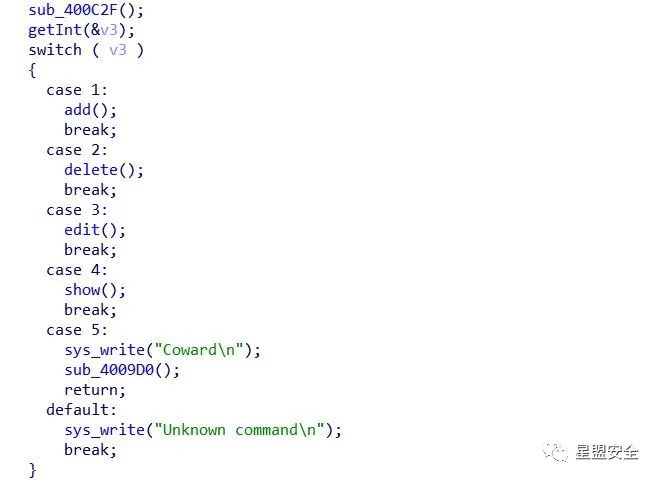 sub_400C2F();
getInt(&v3);
switch ( v3 )
{
case 1:
add();
break;
case 2:
delete();
break;
case 3:
edit();
break;
case 4:
show();
break;
case 5:
sys_write("Coward\n");
sub_4009D0();
return;
default:
sys_write("Unknown command\n");
break;
}
星盟安全